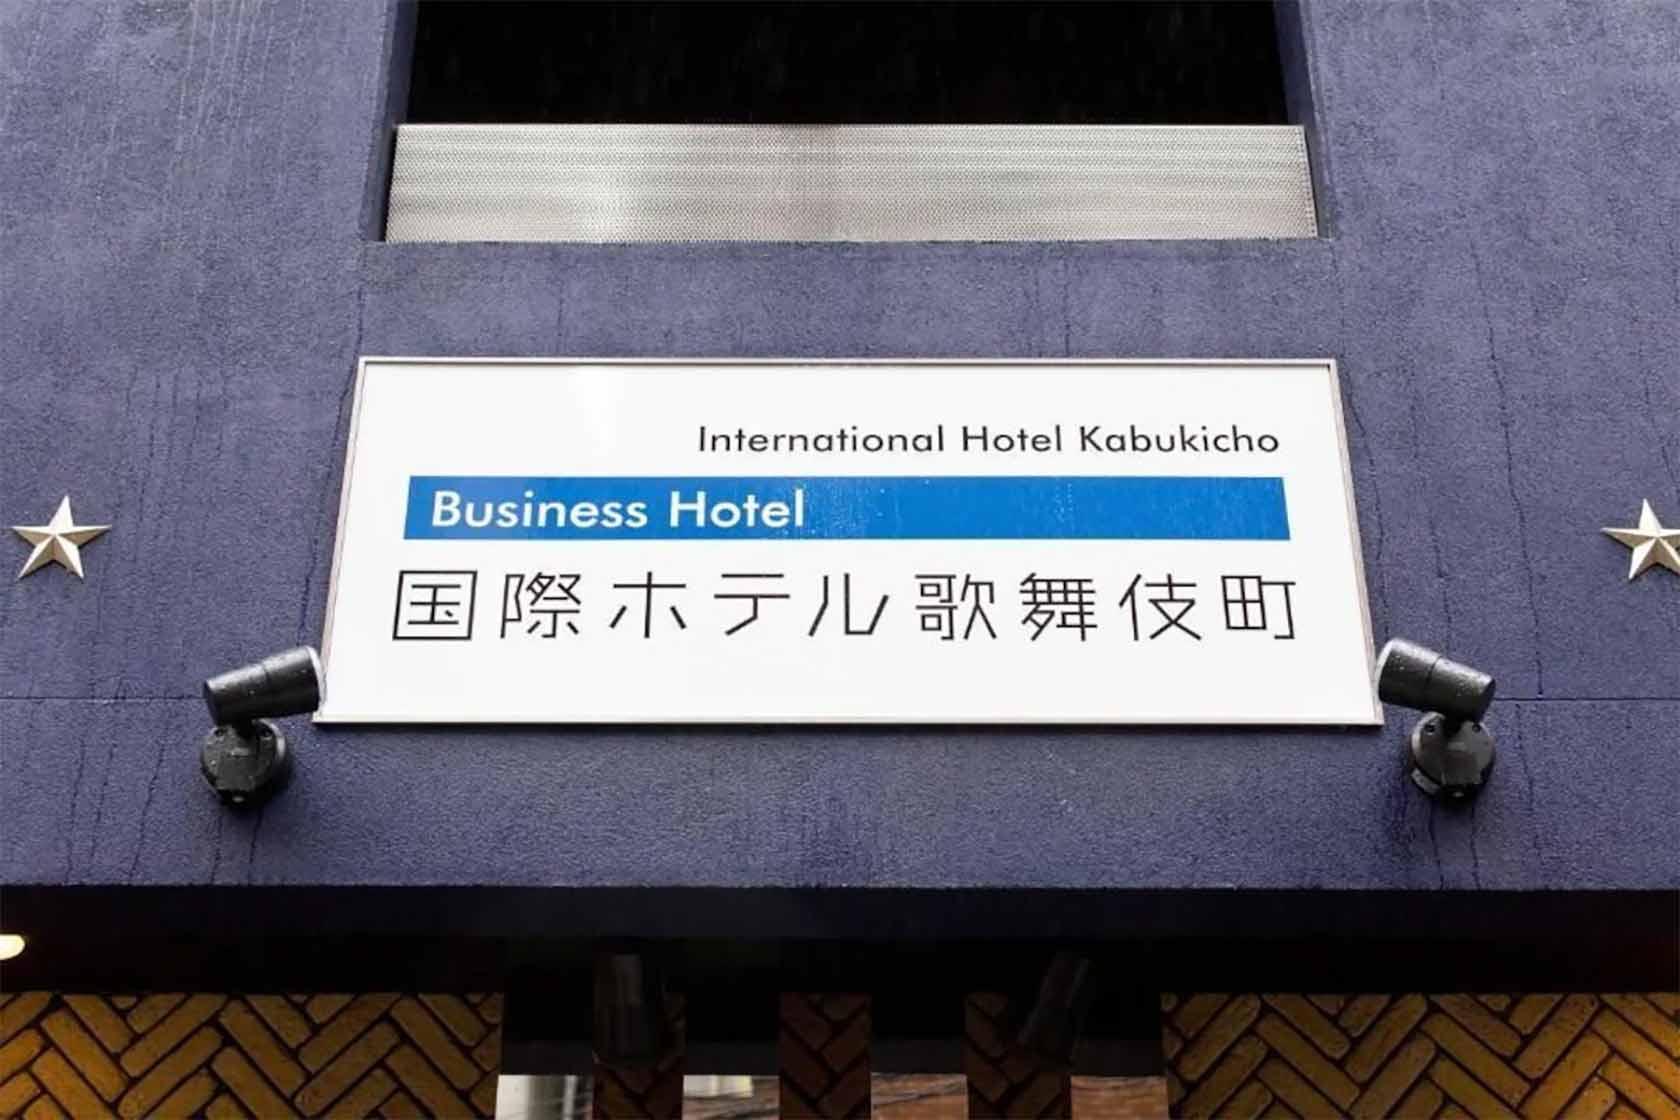 International Hotel Kabukicho
Business Hotel
国際ホテル歌舞伎町